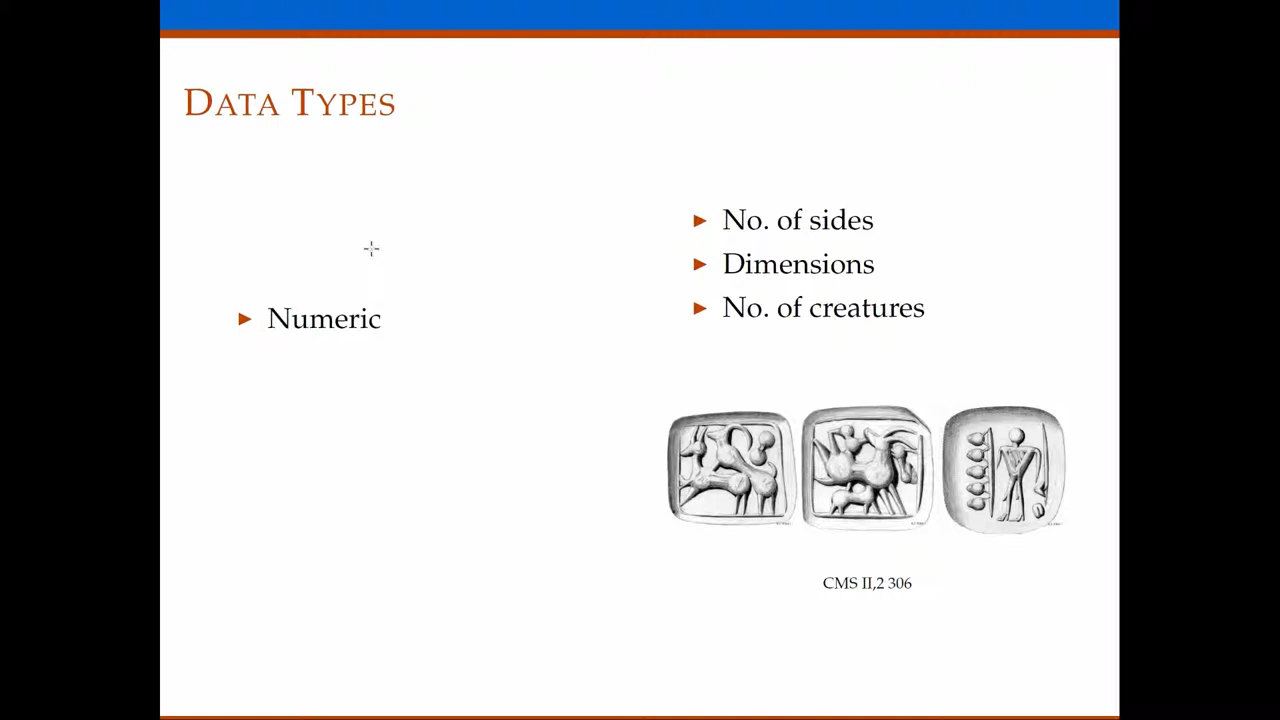 DATA TYPES
Numeric
No. of sides
Dimensions
No. of creatures
CMS II,2 306